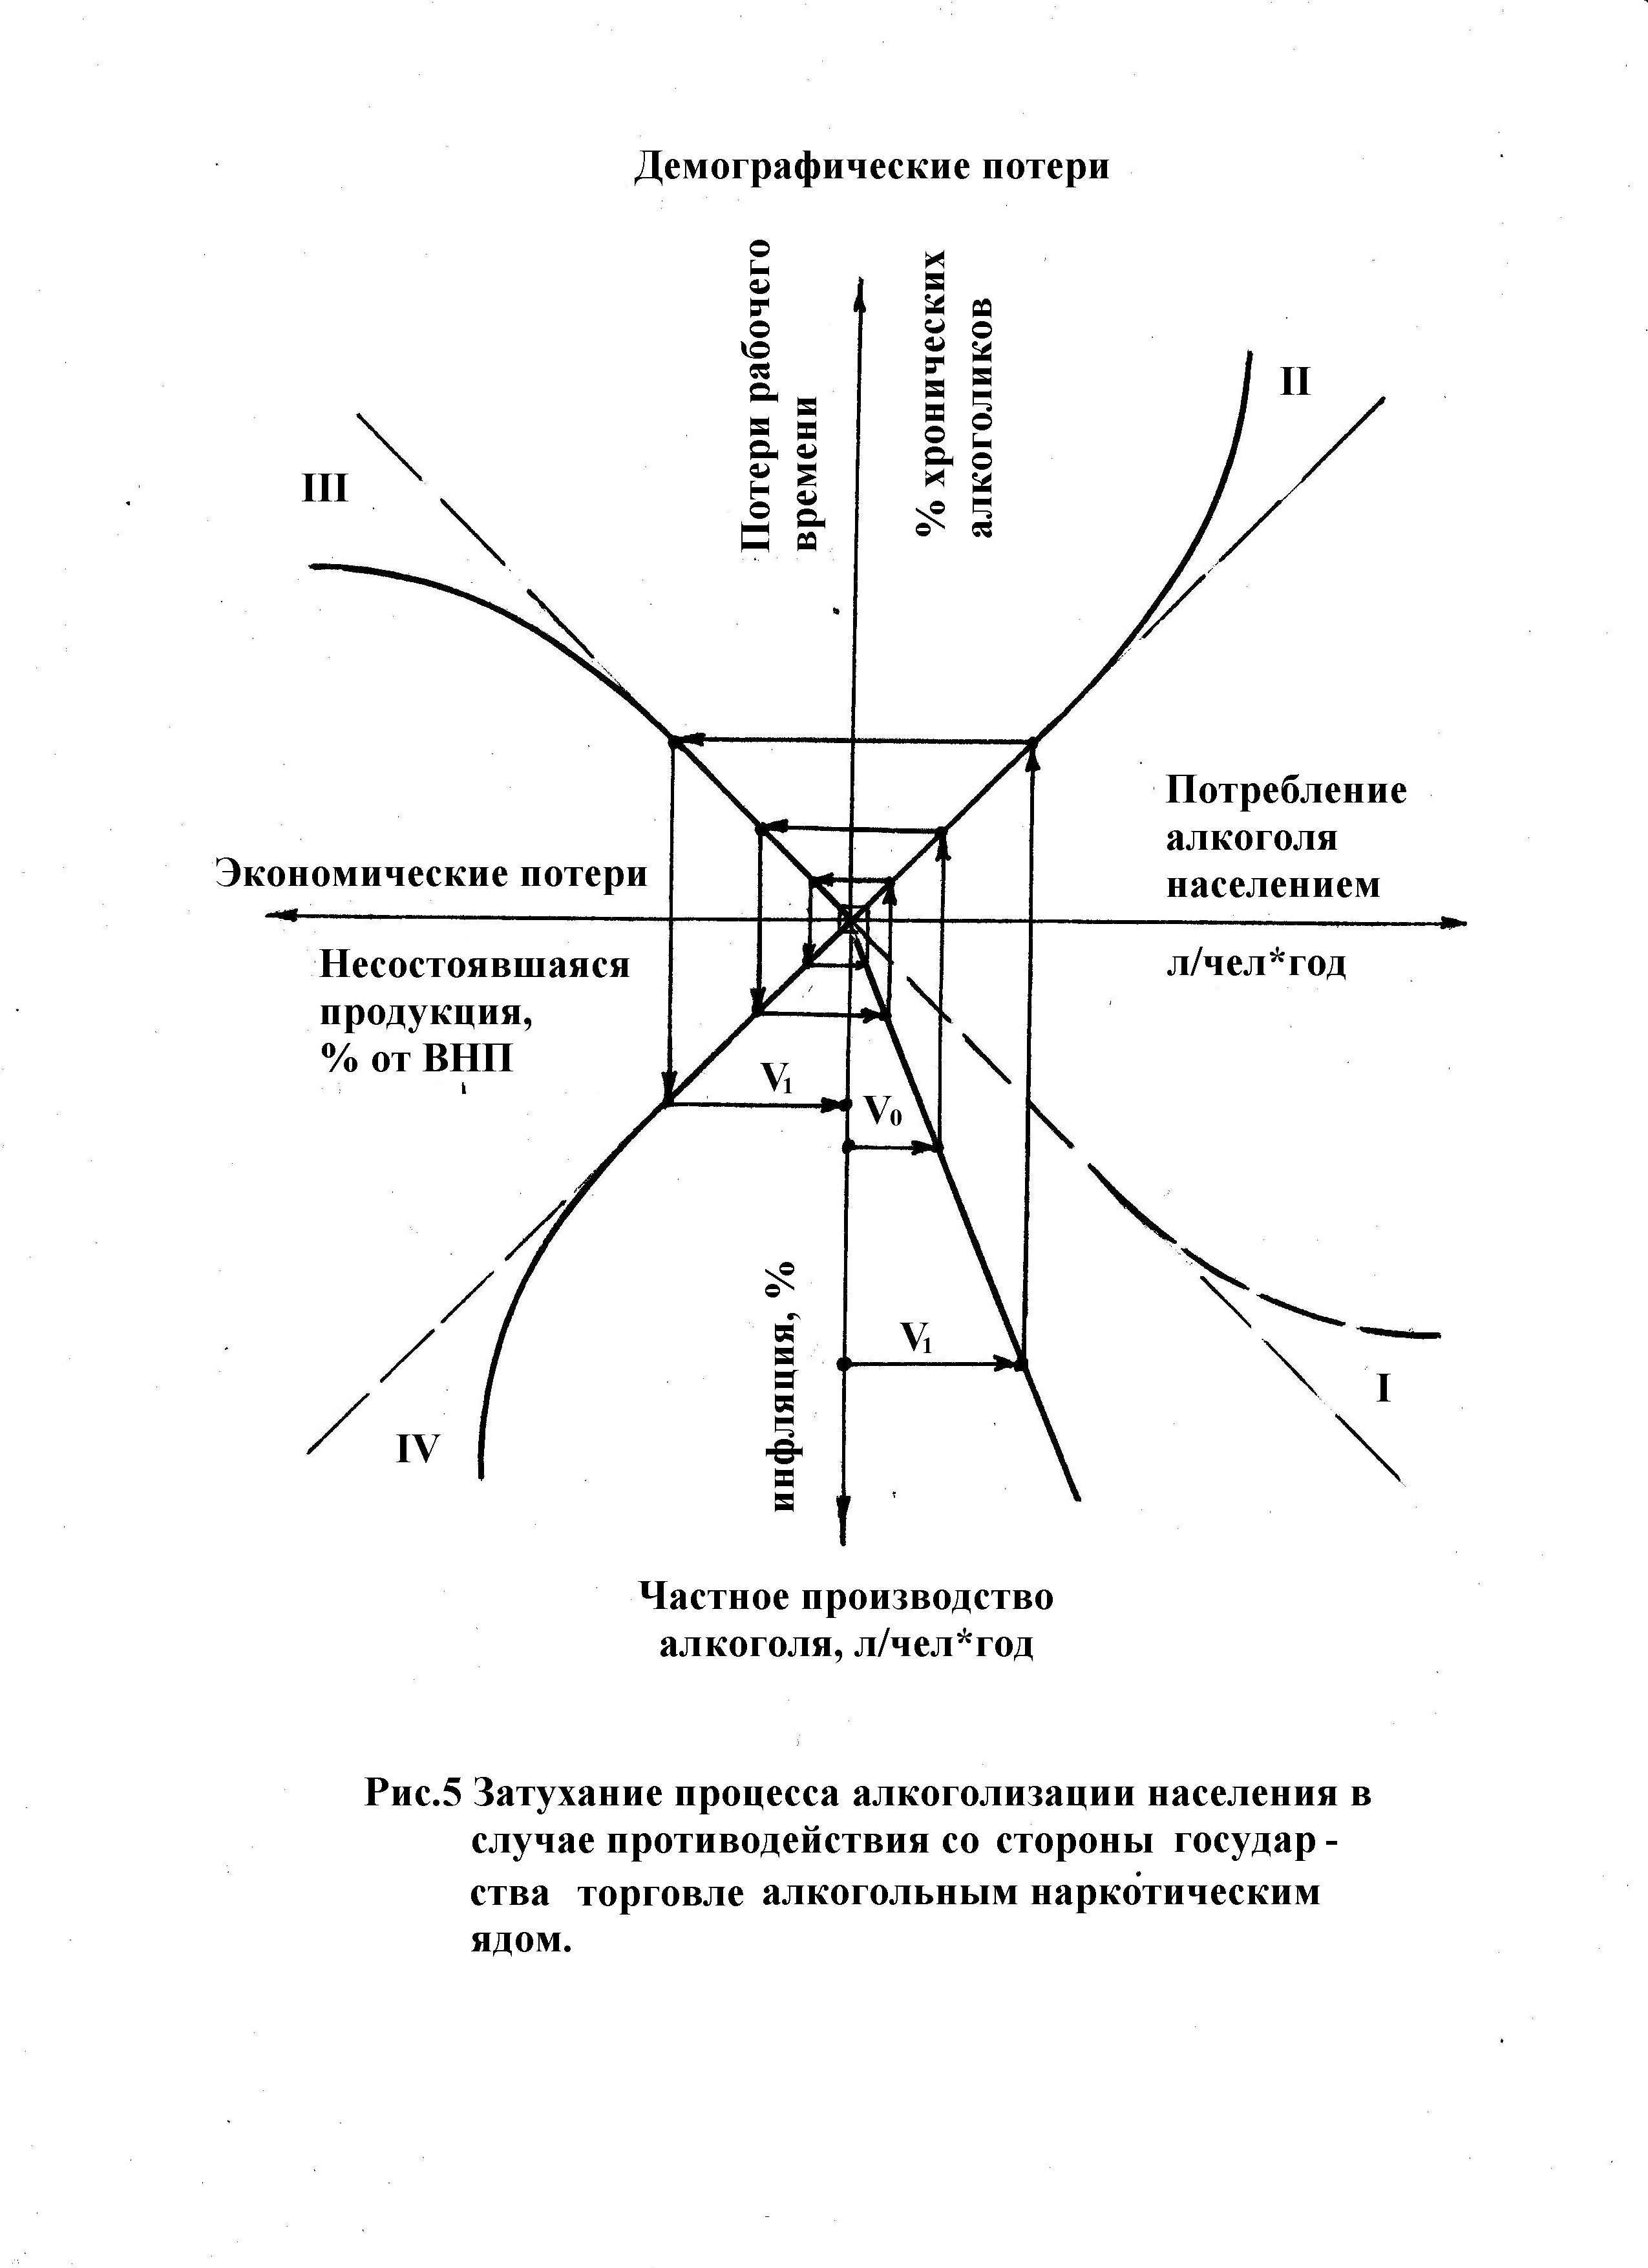 Демографические потери
Потери рабочего
времени
% хронических
алкоголиков
II
III
Потребление
алкоголя
населением
л/чел*год
Экономические потери
Несостоявшаяся
продукция,
% от ВНП
V1
V0
V1
инфляция, %
I
IV
Частное производство
алкоголя, л/чел*год
Рис.5 Затухание процесса алкоголизации населения в
случае противодействия со стороны государ -
ства торговле алкогольным наркотическим
ядом.